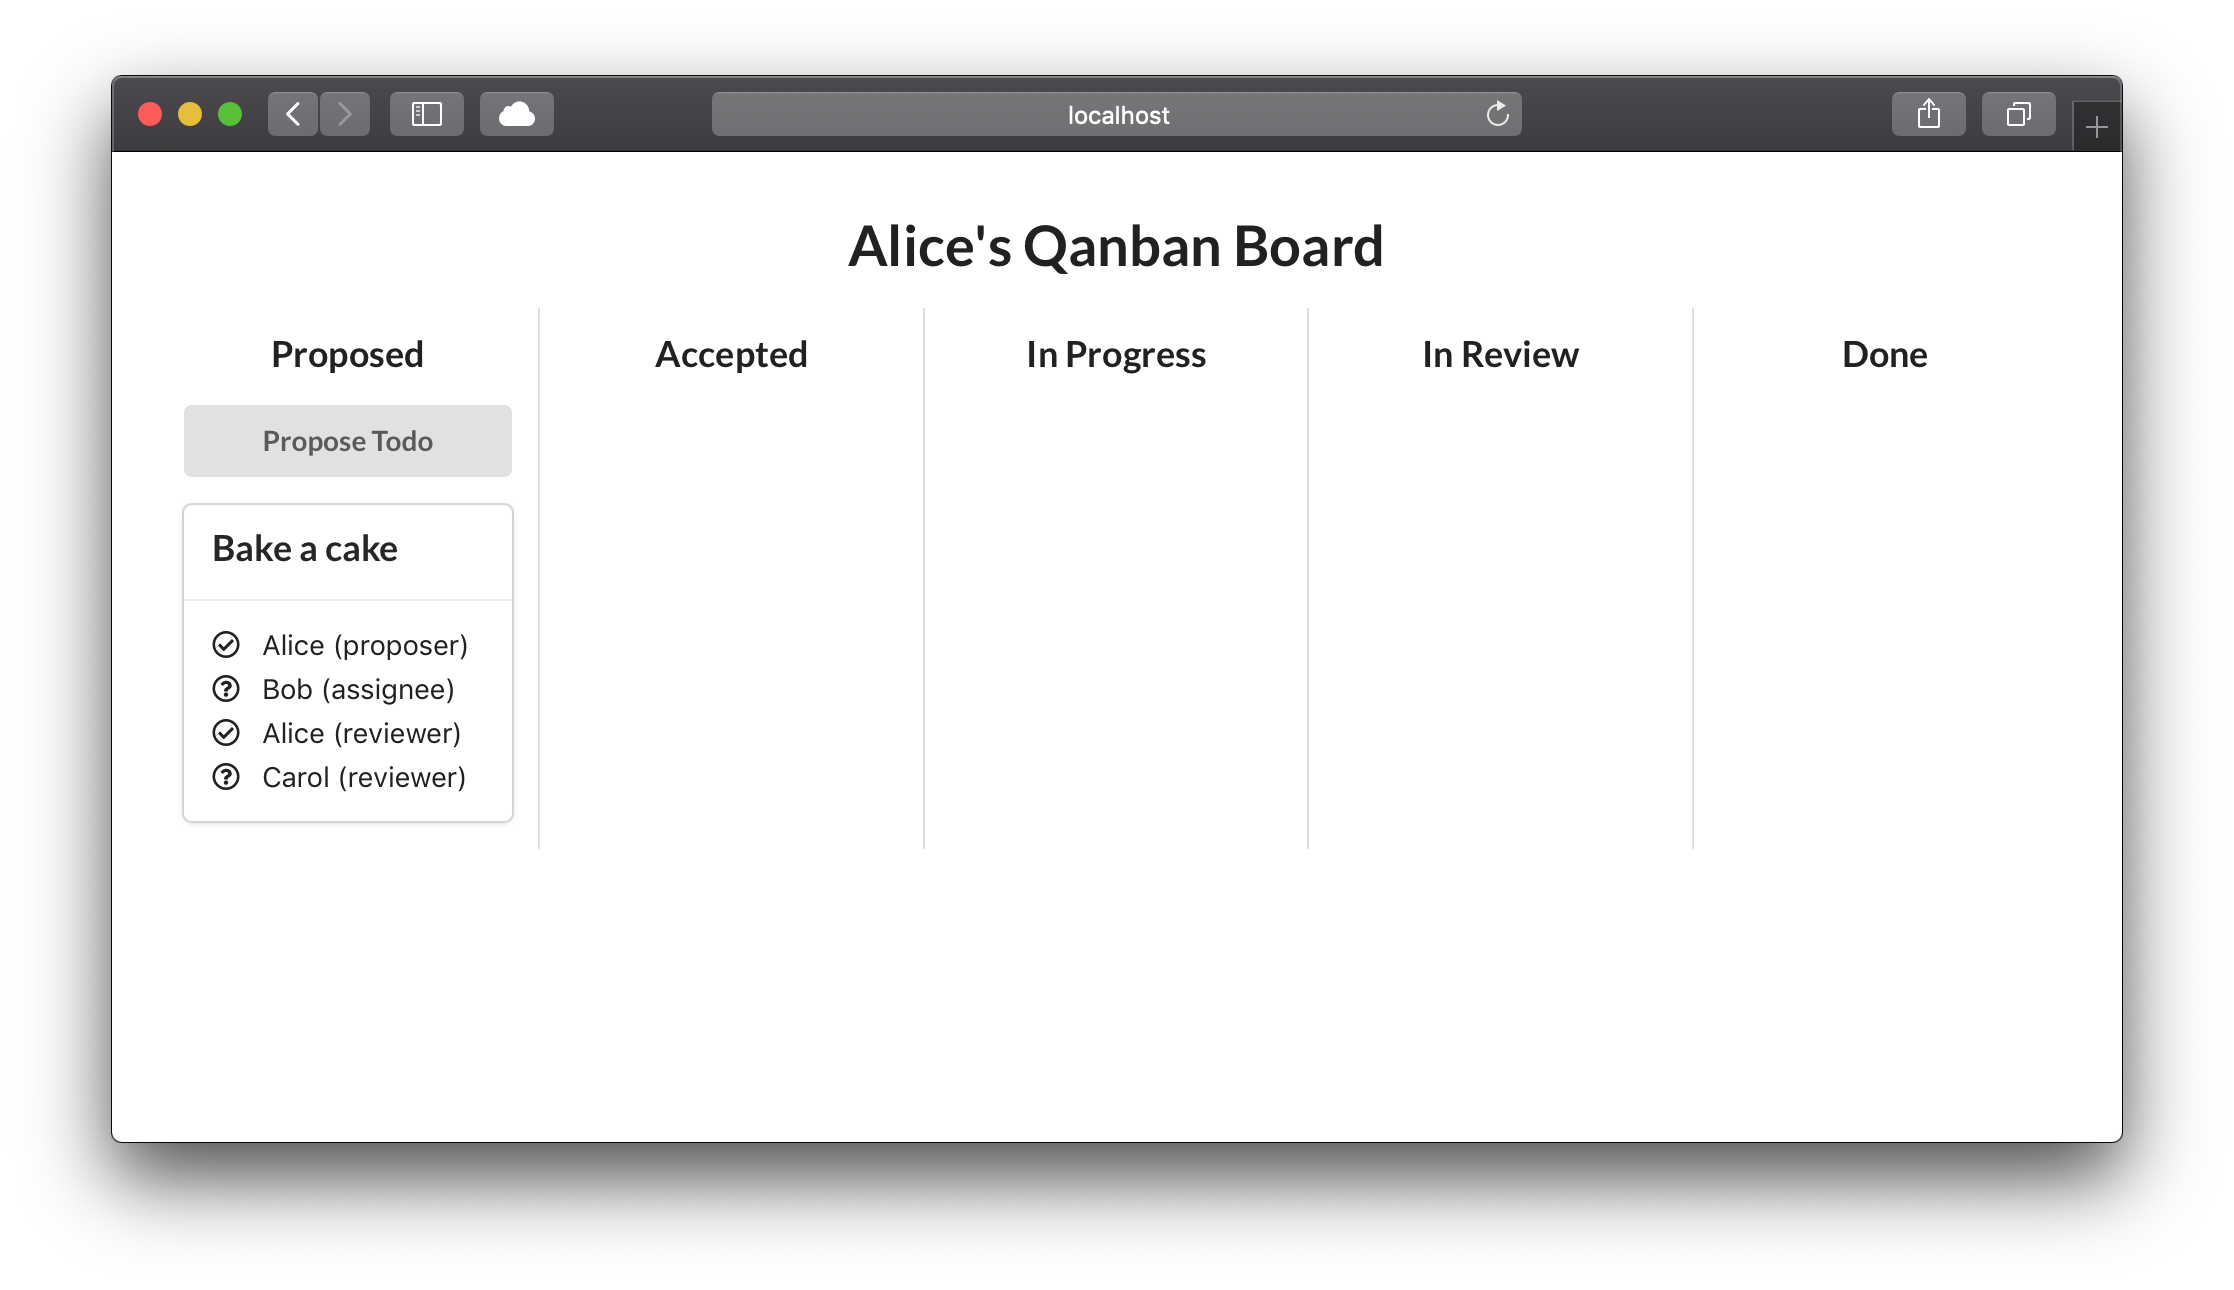 localhost
Alice's Qanban Board
Proposed
Accepted
In Progress
In Review
Done
Propose Todo
Bake a cake
Alice (proposer)
Bob (assignee)
Alice (reviewer)
Carol (reviewer)